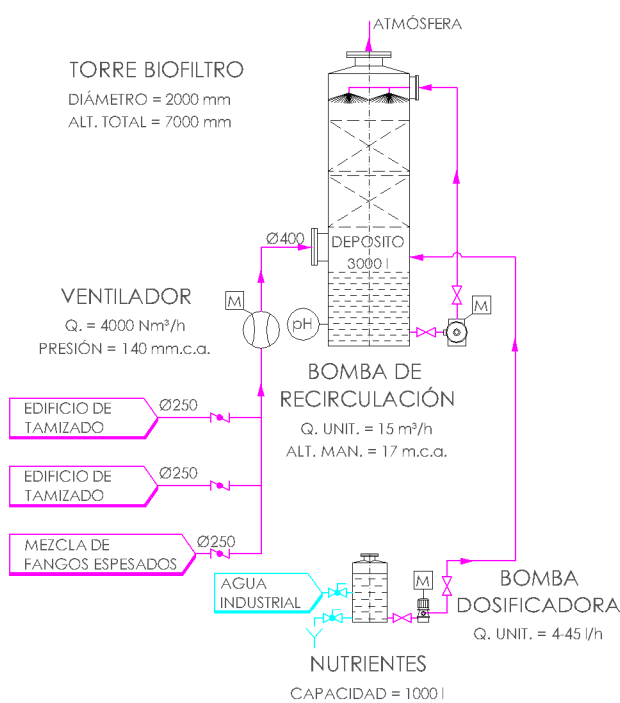 ATMÓSFERA
TORRE BIOFILTRO
DIÁMETRO = 2000 mm
ALT. TOTAL = 7000 mm
Ø400
DEPOSITO
3000 l
VENTILADOR
M
Q. = 4000 Nm³/h
PRESIÓN = 140 mm.c.a.
pH
M
BOMBA DE
RECIRCULACIÓN
Q. UNIT. = 15 m³/h
ALT. MAN. = 17 m.c.a.
EDIFICIO DE
TAMIZADO
Ø250
EDIFICIO DE
TAMIZADO
Ø250
MEZCLA DE
FANGOS ESPESADOS
Ø250
AGUA
INDUSTRIAL
M
BOMBA
DOSIFICADORA
Q. UNIT. = 4-45 l/h
NUTRIENTES
CAPACIDAD = 1000 l